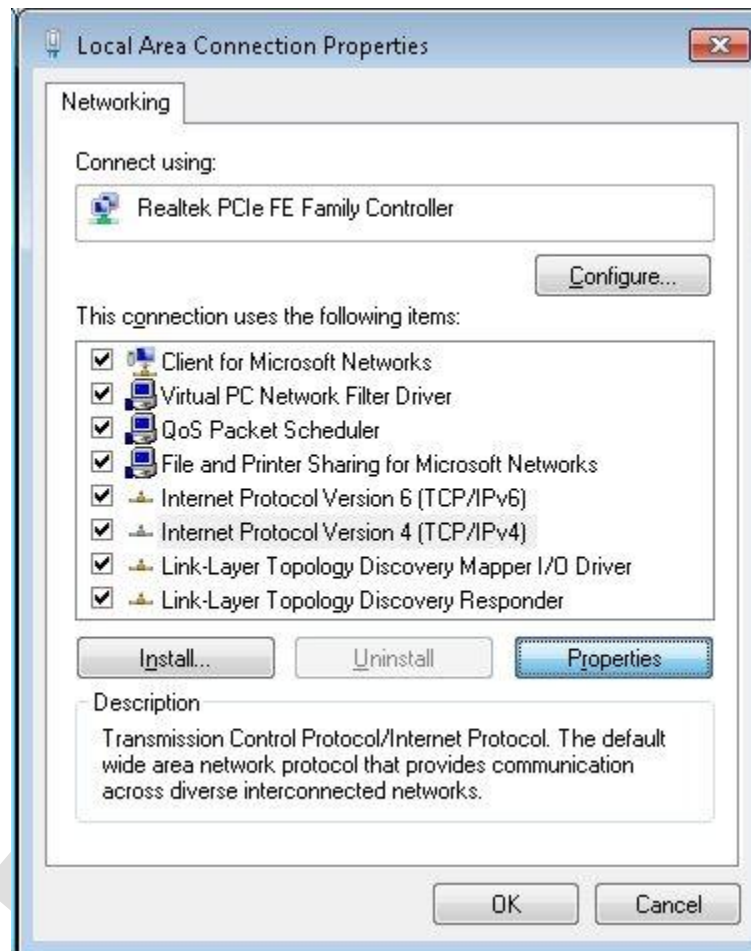 Local Area Connection Properties
Networking
Connect using:
Realtek PCIe FE Family Controller
Configure...
This connection uses the following items:
Client for Microsoft Networks
Virtual PC Network Filter Driver
QoS Packet Scheduler
File and Printer Sharing for Microsoft Networks
Internet Protocol Version 6 (TCP/IPv6)
Internet Protocol Version 4 (TCP/IPv4)
Link-Layer Topology Discovery Mapper I/O Driver
Link-Layer Topology Discovery Responder
Install... Uninstall Properties
Description
Transmission Control Protocol/Internet Protocol. The default
wide area network protocol that provides communication
across diverse interconnected networks.
OK Cancel